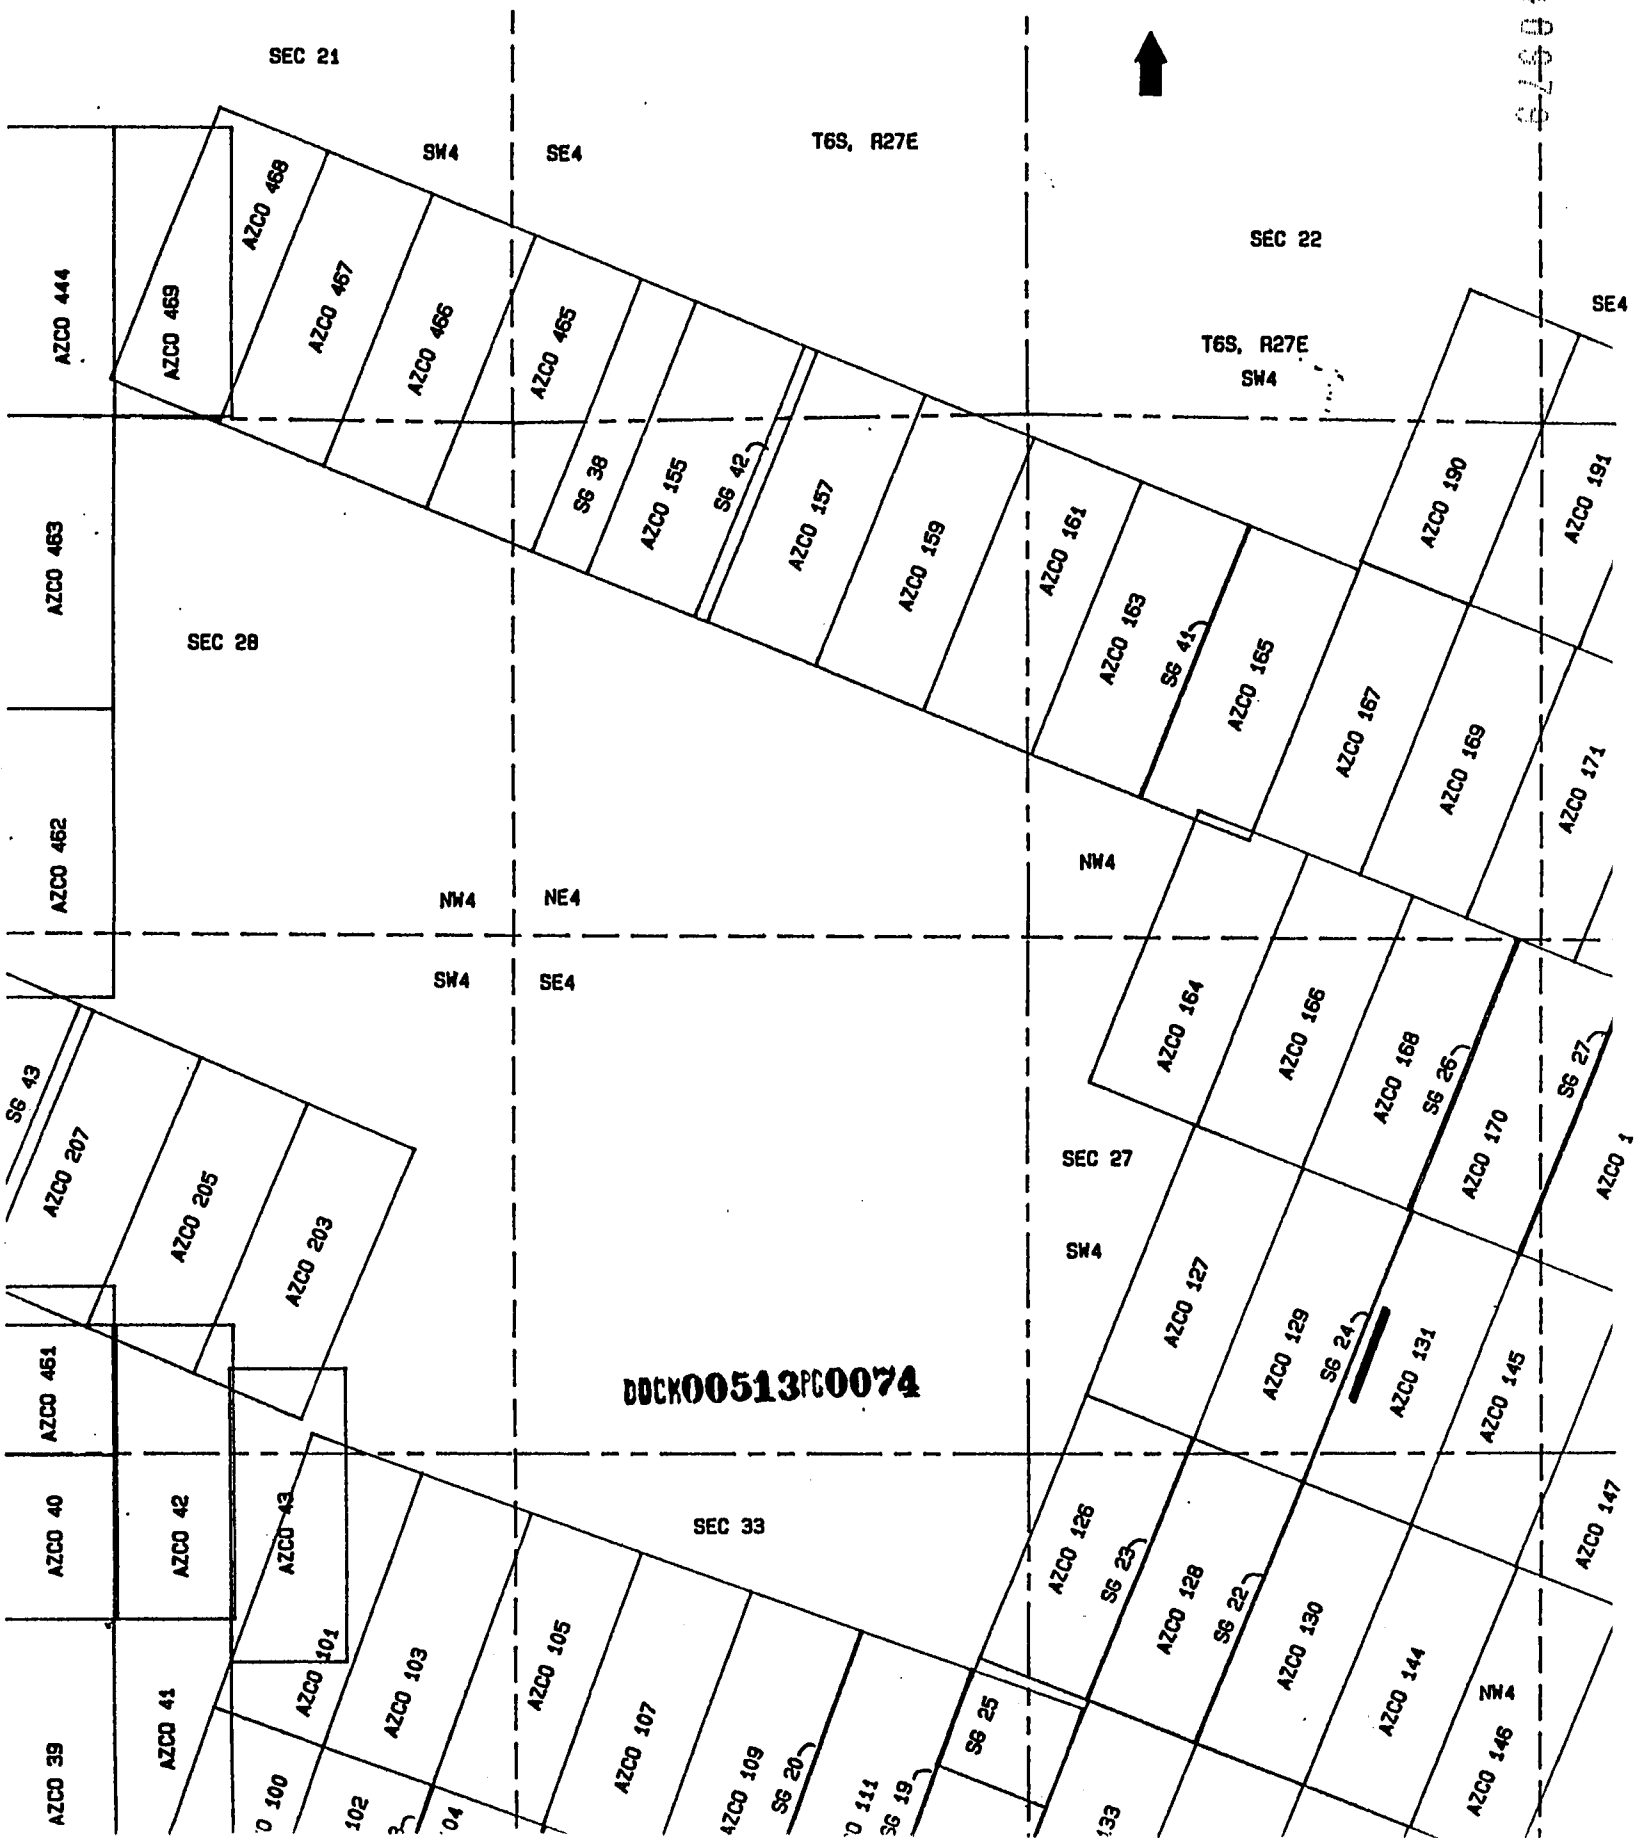 SEC 21
SW4
SE4
T6S, R27E
SEC 22
SE4
T6S, R27E
SW4
AZCO 444
AZCO 469
AZCO 468
AZCO 467
AZCO 466
AZCO 465
SG 38
AZCO 155
SG 42
AZCO 157
AZCO 159
AZCO 161
AZCO 163
SG 41
AZCO 165
AZCO 167
AZCO 169
AZCO 171
AZCO 190
AZCO 191
AZCO 463
SEC 28
AZCO 462
NW4
NE4
NW4
SW4
SE4
AZCO 164
AZCO 166
AZCO 168
SG 26
AZCO 170
SG 27
AZCO 1
SG 43
AZCO 207
AZCO 205
AZCO 203
SEC 27
SW4
AZCO 127
AZCO 129
SG 24
AZCO 131
AZCO 145
AZCO 147
AZCO 461
DOCK00513PG0074
AZCO 40
AZCO 42
AZCO 43
SEC 33
AZCO 126
SG 23
AZCO 128
SG 22
AZCO 130
AZCO 144
NW4
AZCO 146
AZCO 39
AZCO 41
AZCO 101
AZCO 103
AZCO 105
AZCO 107
AZCO 109
SG 20
O 111
SG 19
SG 25
O 100
102
04
133